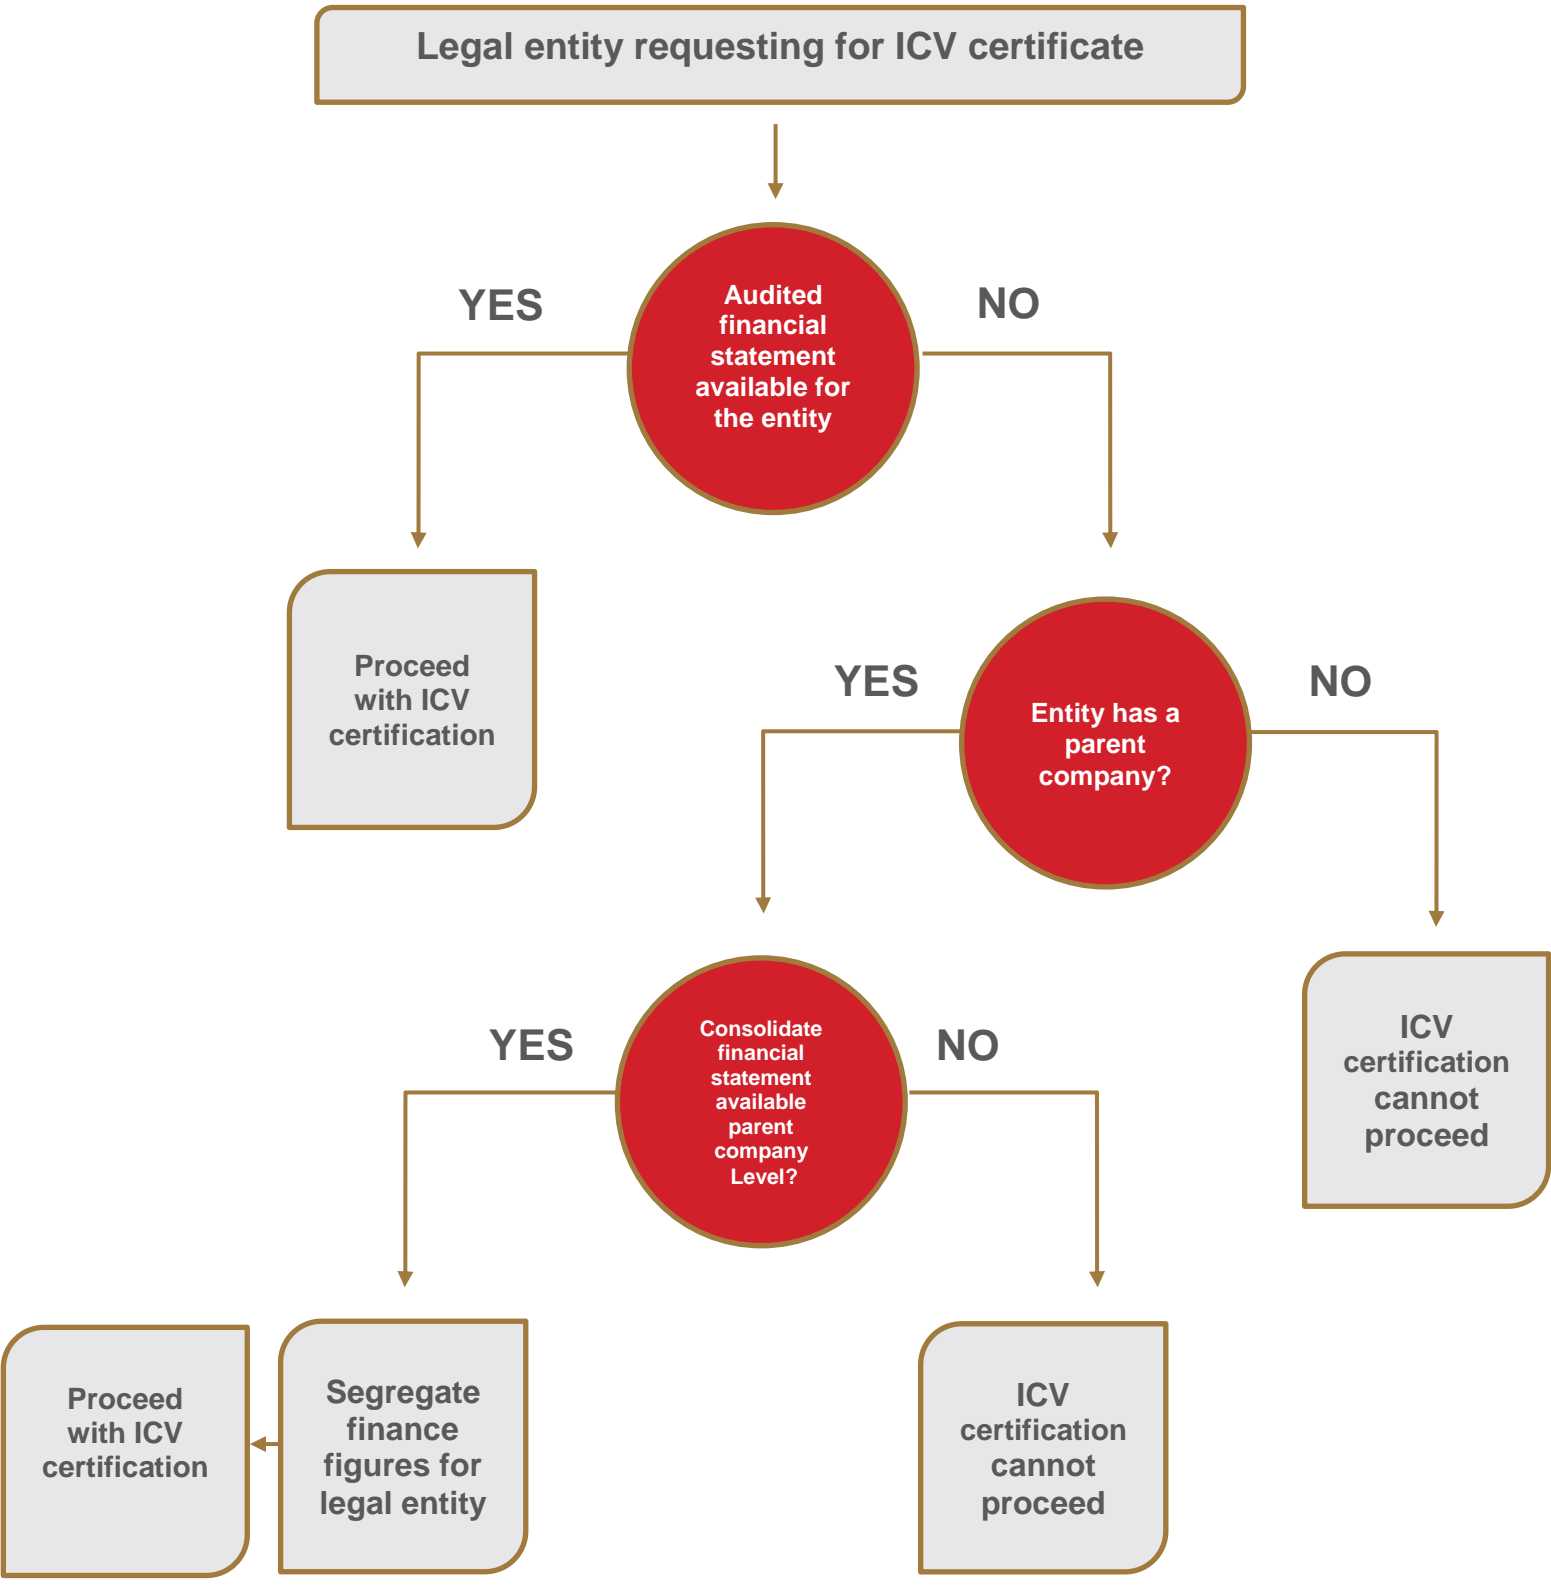 Legal entity requesting for ICV certificate
YES
NO
Audited
financial
statement
available for
the entity
Proceed
with ICV
certification
YES
NO
Entity has a
parent
company?
YES
NO
Consolidate
financial
statement
available
parent
company
Level?
ICV
certification
cannot
proceed
Proceed
with ICV
certification
Segregate
finance
figures for
legal entity
ICV
certification
cannot
proceed